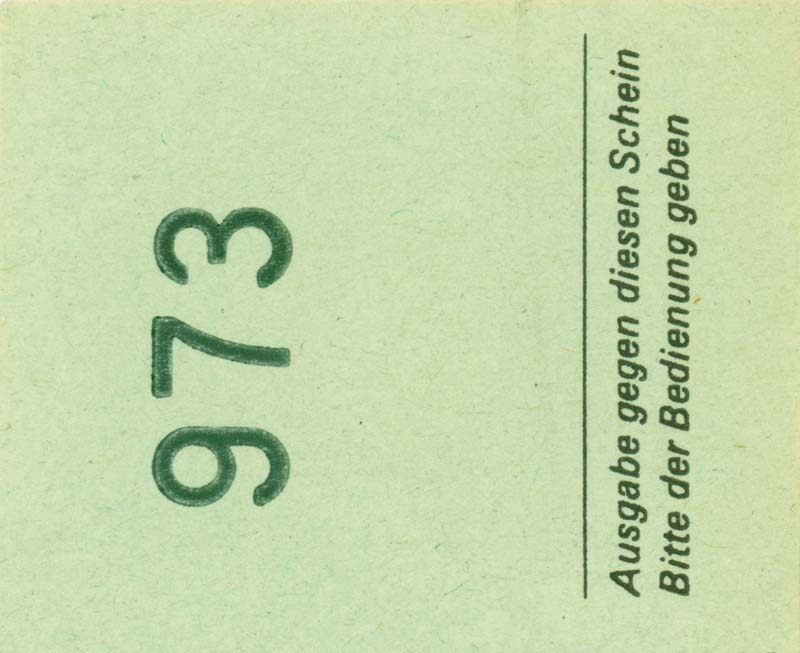 973
Ausgabe gegen diesen Schein
Bitte der Bedienung geben